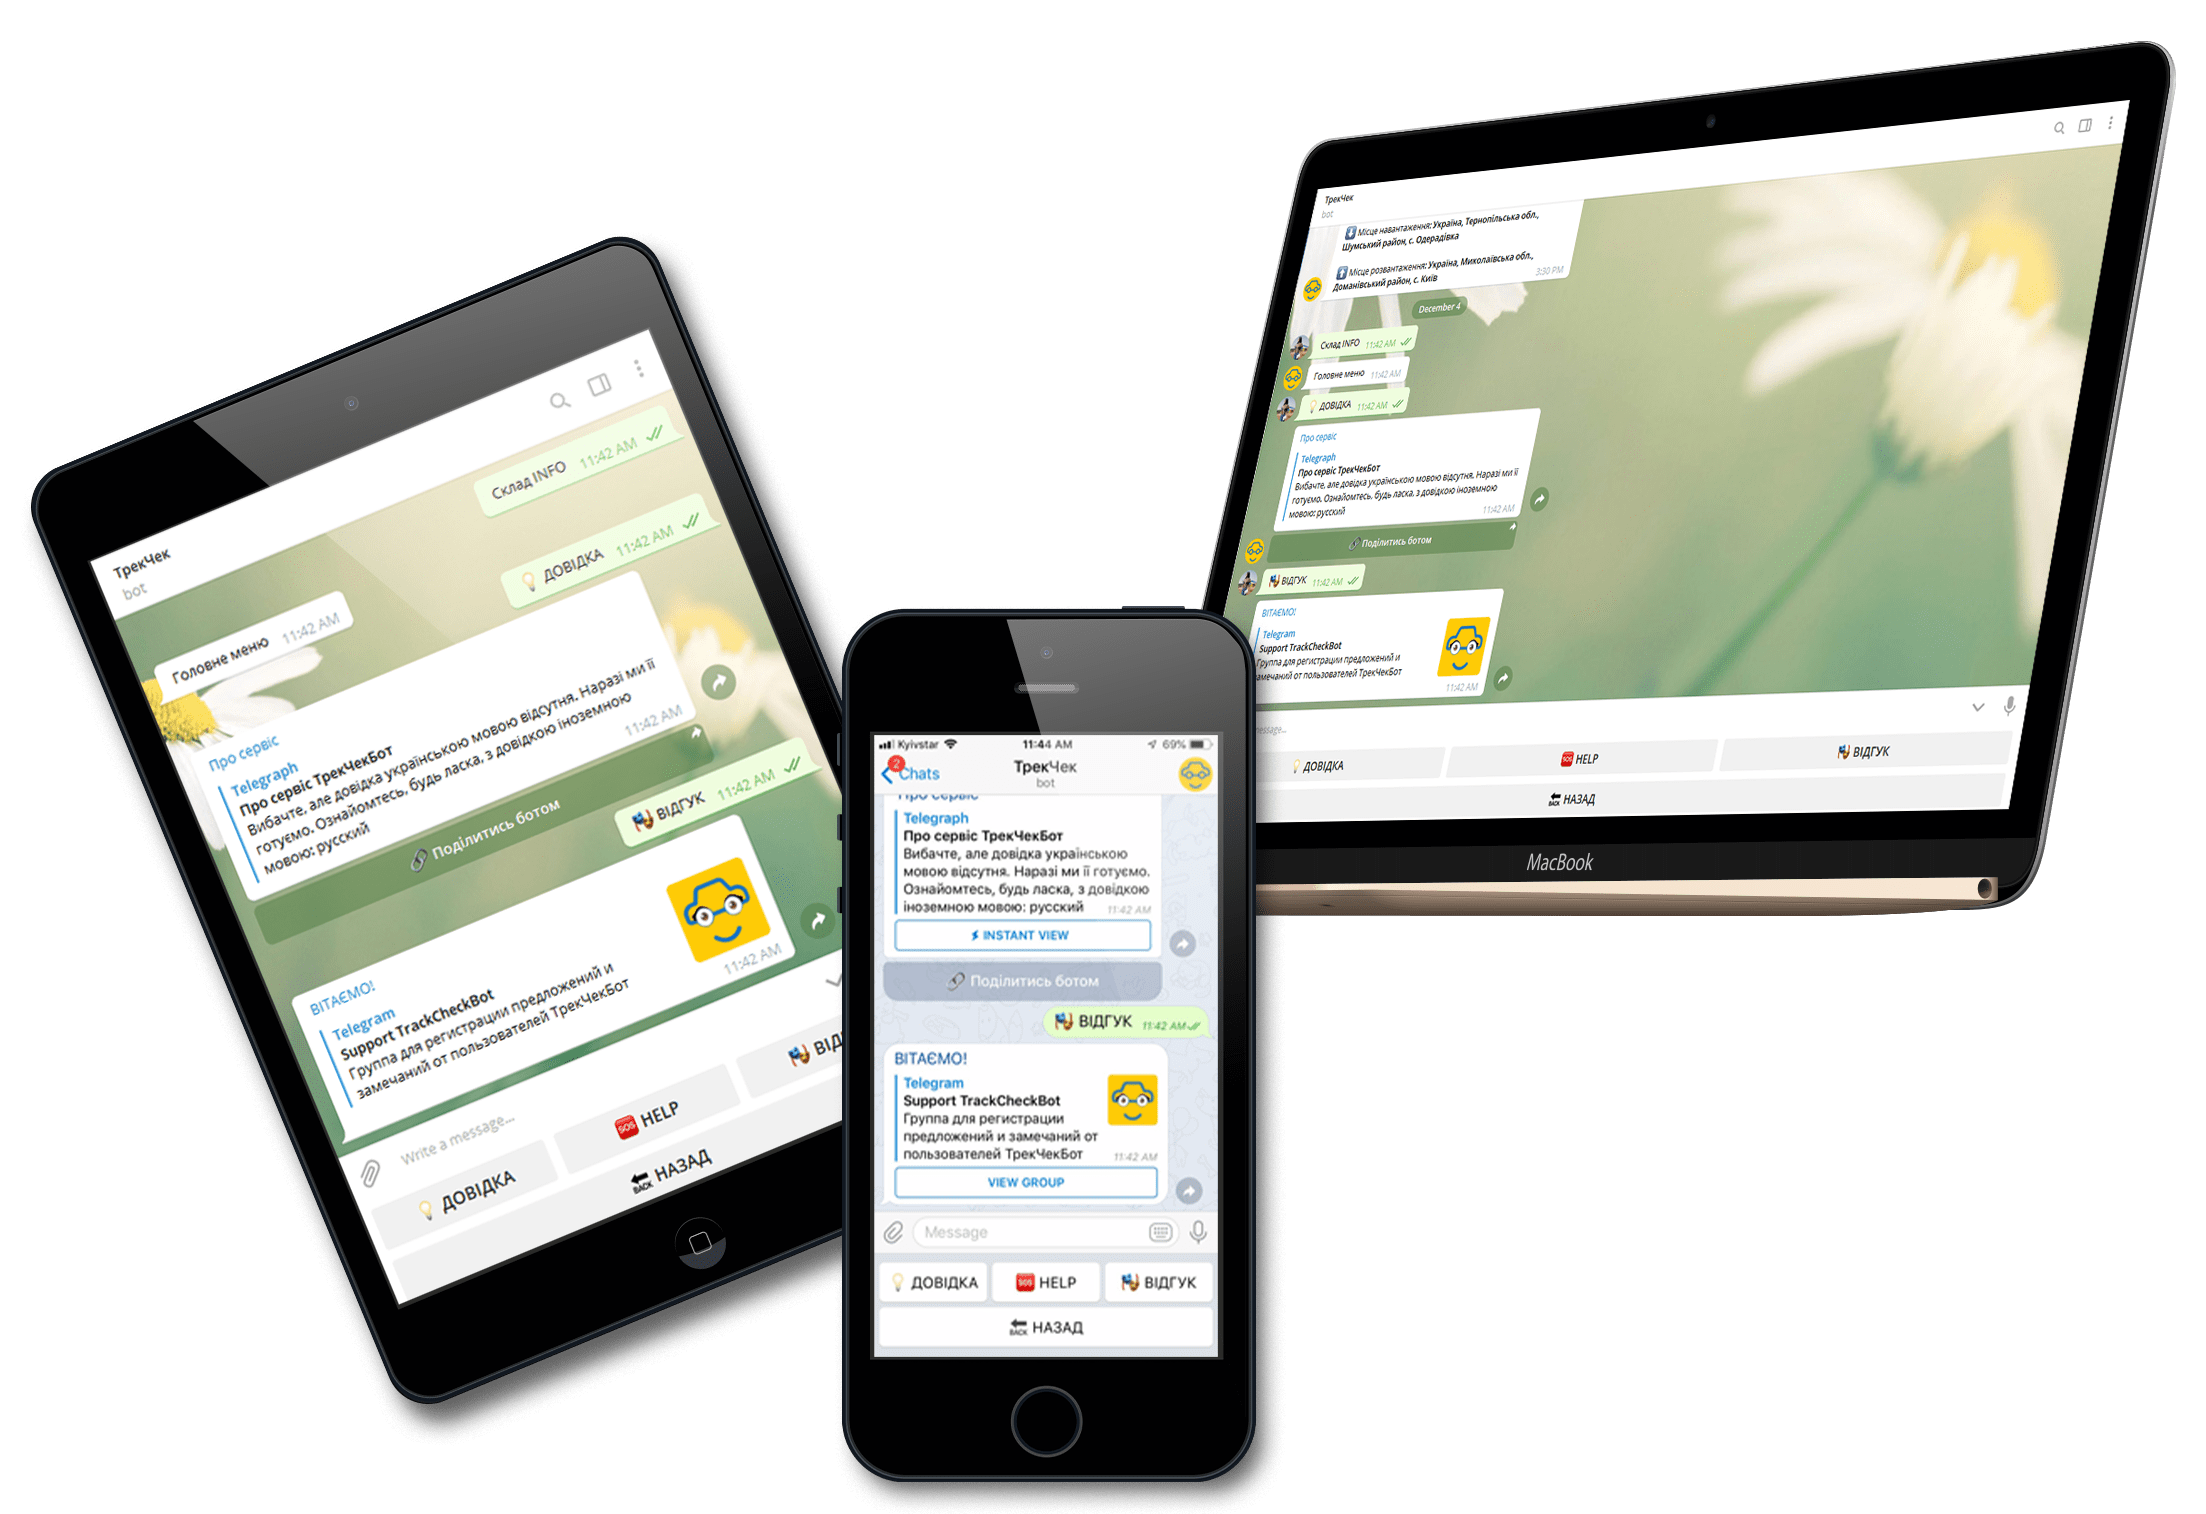 ТрекЧек
bot
Склад INFO 11:42 AM
💡 ДОВІДКА 11:42 AM
Головне меню 11:42 AM
Про сервіс
Telegraph
Про сервіс ТрекЧекБот
Вибачте, але довідка українською мовою відсутня. Наразі ми її
готуємо. Ознайомтесь, будь ласка, з довідкою іноземною
мовою: русский
11:42 AM
Поділитись ботом
ВІДГУК 11:42 AM
ВІТАЄМО!
Telegram
Support TrackCheckBot
Группа для регистрации предложений и
замечаний от пользователей ТрекЧекБот
11:42 AM
Write a message...
ДОВІДКА
SOS HELP
ВІД
BACK НАЗАД
Kyivstar 11:44 AM 69%
2
Chats
ТрекЧек
bot
Про сервіс
Telegraph
Про сервіс ТрекЧекБот
Вибачте, але довідка українською
мовою відсутня. Наразі ми її готуємо.
Ознайомтесь, будь ласка, з довідкою
іноземною мовою: русский 11:42 AM
INSTANT VIEW
Поділитись ботом
ВІДГУК 11:42 AM
ВІТАЄМО!
Telegram
Support TrackCheckBot
Группа для регистрации
предложений и замечаний от
пользователей ТрекЧекБот 11:42 AM
VIEW GROUP
Message
ДОВІДКА
SOS HELP
ВІДГУК
BACK НАЗАД
ТрекЧек
bot
Місце навантаження: Україна, Тернопільська обл.,
Шумський район, с. Одерадівка
Місце розвантаження: Україна, Миколаївська обл.,
Доманівський район, с. Київ
3:30 PM
December 4
Склад INFO 11:42 AM
Головне меню 11:42 AM
ДОВІДКА 11:42 AM
Про сервіс
Telegraph
Про сервіс ТрекЧекБот
Вибачте, але довідка українською мовою відсутня. Наразі ми її
готуємо. Ознайомтесь, будь ласка, з довідкою іноземною
мовою: русский
11:42 AM
Поділитись ботом
ВІДГУК 11:42 AM
ВІТАЄМО!
Telegram
Support TrackCheckBot
Группа для регистрации предложений и
замечаний от пользователей ТрекЧекБот
11:42 AM
ДОВІДКА
SOS HELP
ВІДГУК
BACK НАЗАД
MacBook